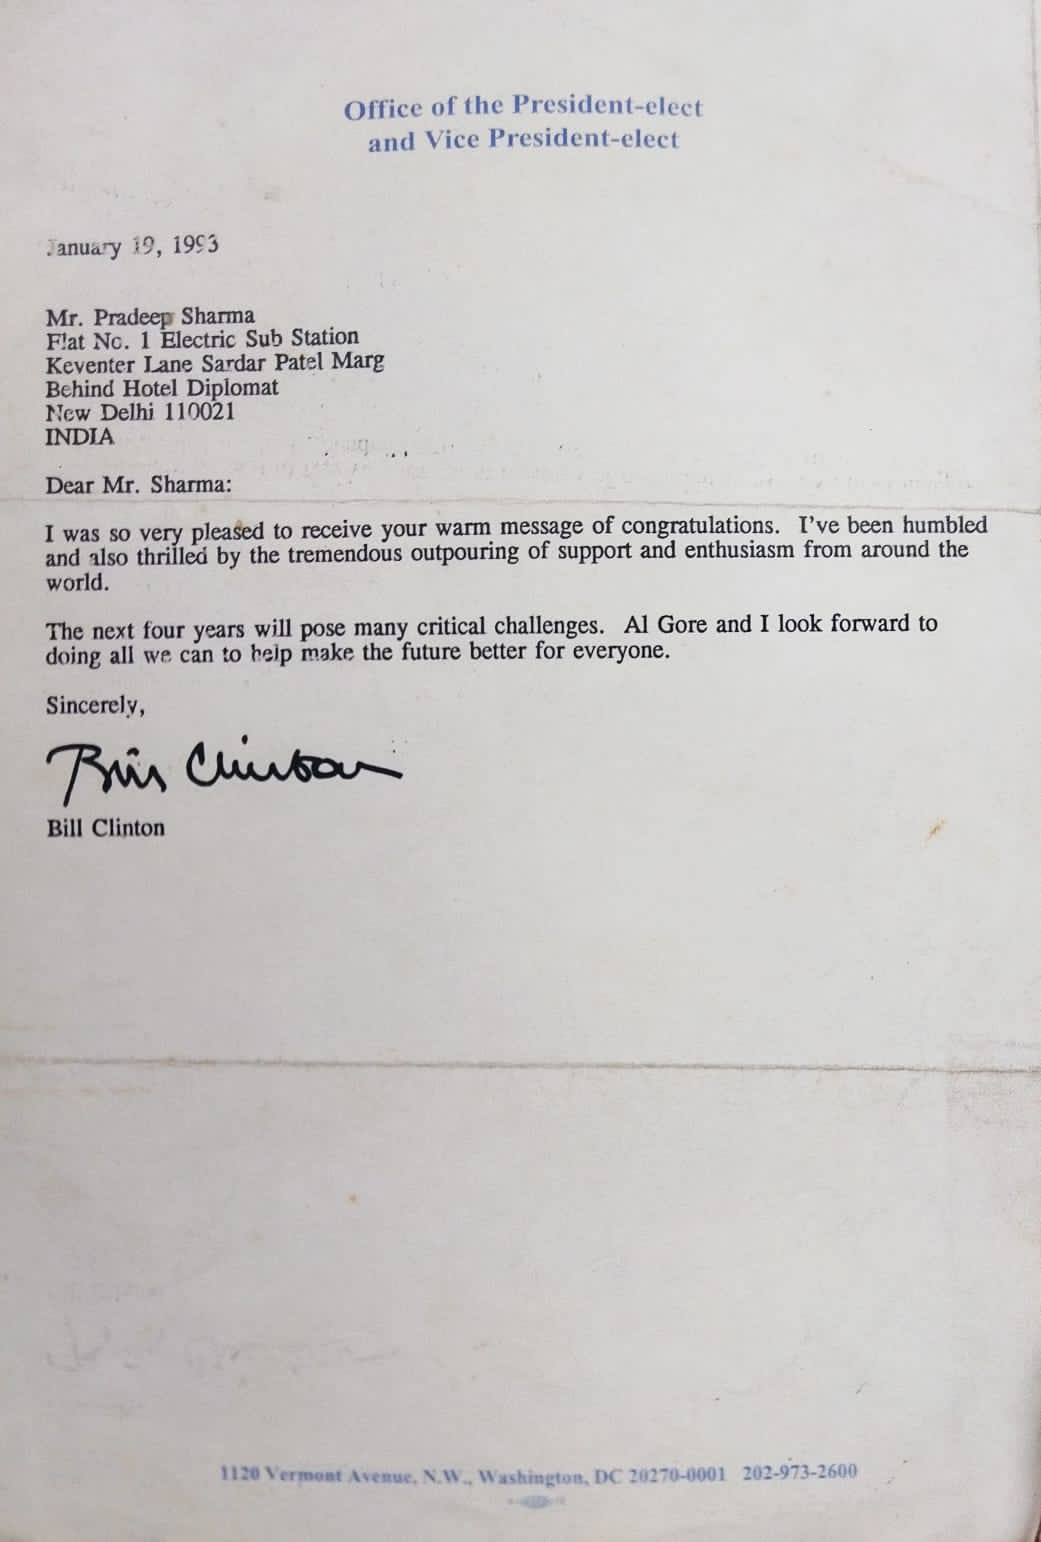 Office of the President-elect
and Vice President-elect
January 19, 1993
Mr. Pradeep Sharma
Flat No. 1 Electric Sub Station
Keventer Lane Sardar Patel Marg
Behind Hotel Diplomat
New Delhi 110021
INDIA
Dear Mr. Sharma:
I was so very pleased to receive your warm message of congratulations. I've been humbled
and also thrilled by the tremendous outpouring of support and enthusiasm from around the
world.
The next four years will pose many critical challenges. Al Gore and I look forward to
doing all we can to help make the future better for everyone.
Sincerely,
Bill Clinton
Bill Clinton
1120 Vermont Avenue, N.W., Washington, DC 20270-0001 202-973-2600